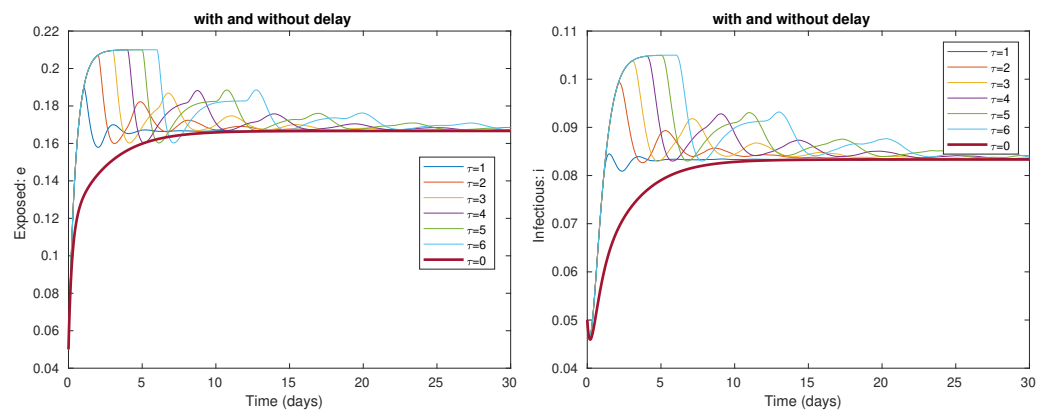 with and without delay
0.22
0.2
0.18
0.16
0.14
0.12
0.1
0.08
0.06
0.04
0 5 10 15 20 25 30
Time (days)
Exposed: e
τ=1
τ=2
τ=3
τ=4
τ=5
τ=6
τ=0
with and without delay
0.11
0.1
0.09
0.08
0.07
0.06
0.05
0.04
0 5 10 15 20 25 30
Time (days)
Infectious: i
τ=1
τ=2
τ=3
τ=4
τ=5
τ=6
τ=0